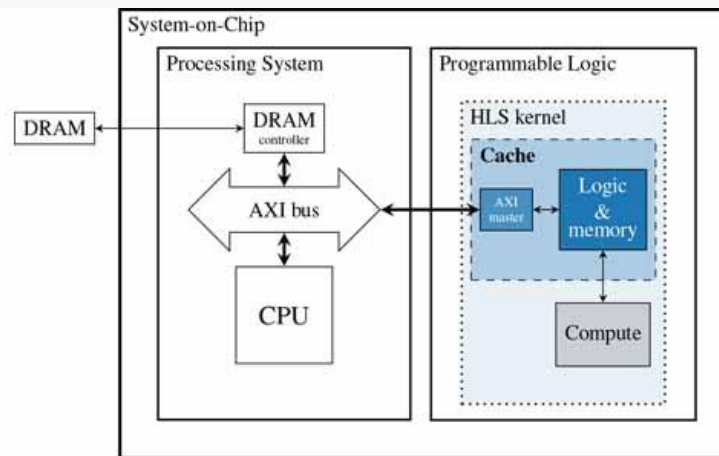 System-on-Chip
Processing System
Programmable Logic
DRAM
DRAM
controller
HLS kernel
Cache
AXI
master
Logic
&
memory
AXI bus
CPU
Compute